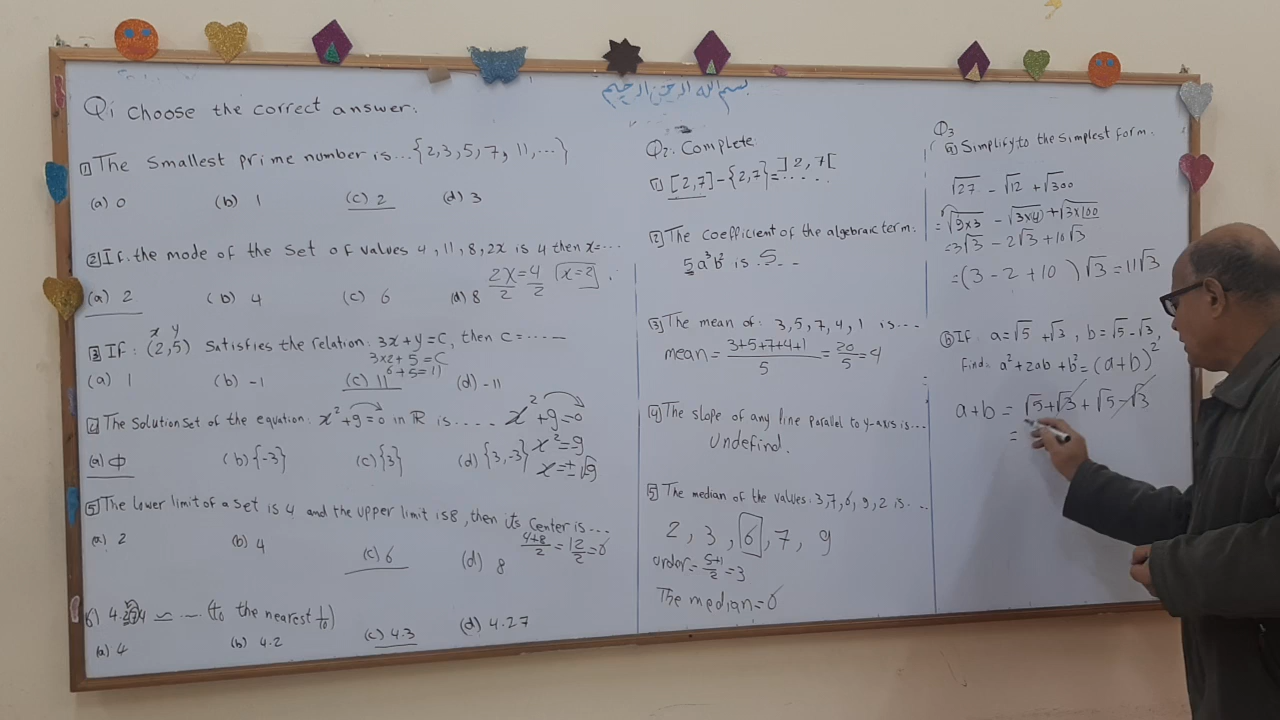 بسم الله الرحمن الرحيم
Q1 Choose the correct answer:
1 The smallest prime number is... {2,3,5,7,11,...}
(a) 0 (b) 1 (c) 2 (d) 3
2 If the mode of the set of values 4, 11, 8, 2x is 4 then x=...
2x/2 = 4/2 x=2
(a) 2 (b) 4 (c) 6 (d) 8
x y
3 If: (2,5) satisfies the relation: 3x+y=C, then C=......
3x2+5=C
6+5=11
(a) 1 (b) -1 (c) 11 (d) -11
4 The solution set of the equation: x²+9=0 in ℝ is.... x²+9=0
x²=-9
x=±√-9
(a) ϕ (b) {-3} (c) {3} (d) {3,-3}
5 The lower limit of a set is 4 and the upper limit is 8, then its center is...
(4+8)/2 = 12/2 = 6
(a) 2 (b) 4 (c) 6 (d) 8
6) 4.274 ≃ .... (to the nearest 1/10)
(a) 4 (b) 4.2 (c) 4.3 (d) 4.27
Q2: Complete
1) [2,7]-{2,7}=]2,7[
2 The coefficient of the algebraic term:
5a³b² is .5...
3 The mean of: 3,5,7,4,1 is...
mean = (3+5+7+4+1)/5 = 20/5 = 4
4 The slope of any line parallel to y-axis is...
Undefind.
5 The median of the values: 3,7,6,9,2 is...
2, 3, 6, 7, 9
order= (5+1)/2 = 3
The median=6
Q3
a) Simplify to the simplest form:
√27 - √12 + √300
= √9x3 - √(3x4) + √3x100
= 3√3 - 2√3 + 10√3
= (3 - 2 + 10 )√3 = 11√3
b) If a=√5 +√3, b=√5-√3,
find: a²+2ab+b² = (a+b)²
a+b = √5+√3 + √5-√3
=